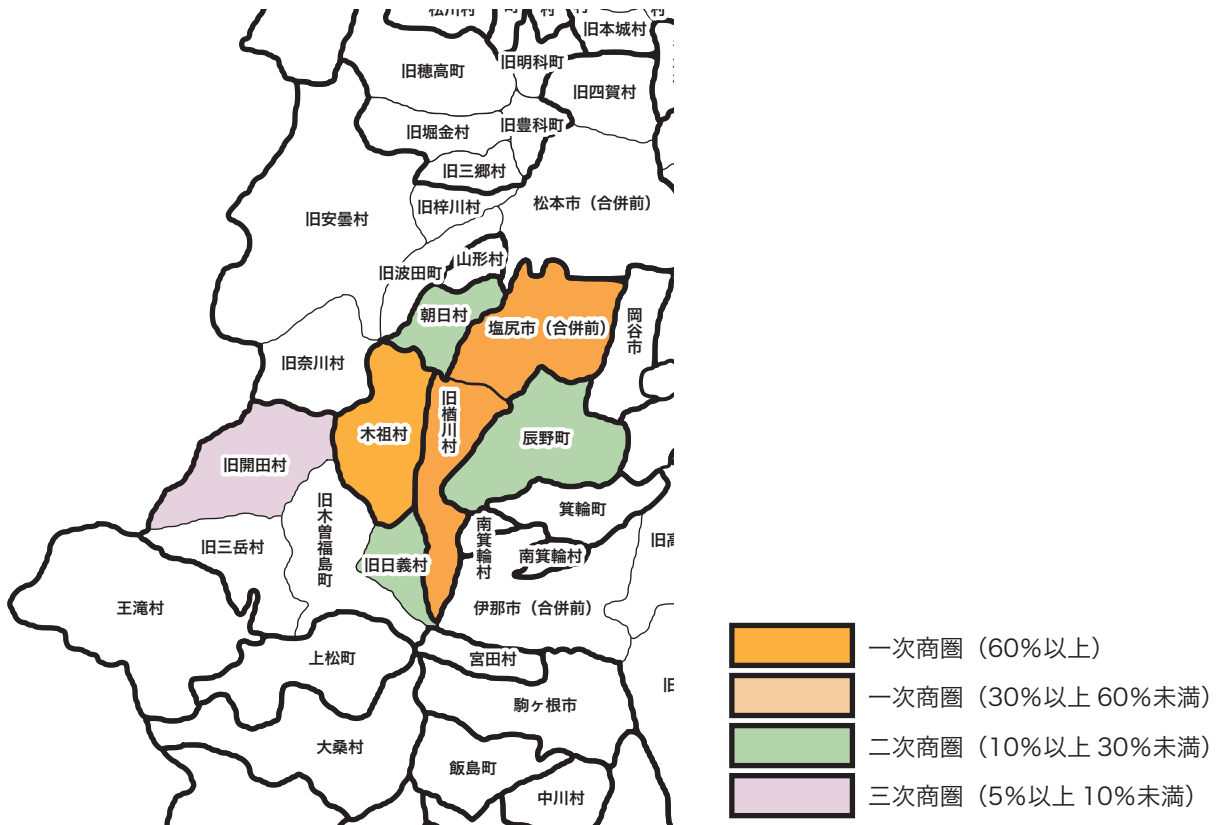 松川村
村
旧本城村
旧穂高町
旧明科町
旧四賀村
旧堀金村
旧豊科町
旧三郷村
旧安曇村
旧梓川村
松本市（合併前）
旧波田町
山形村
朝日村
塩尻市（合併前）
岡谷市
旧奈川村
旧楢川村
木祖村
辰野町
旧開田村
旧木曽福島町
箕輪町
旧三岳村
旧日義村
南箕輪村
南箕輪村
王滝村
伊那市（合併前）
上松町
宮田村
駒ヶ根市
大桑村
飯島町
中川村
一次商圏（60%以上）
一次商圏（30%以上 60%未満）
二次商圏（10%以上 30%未満）
三次商圏（5%以上 10%未満）